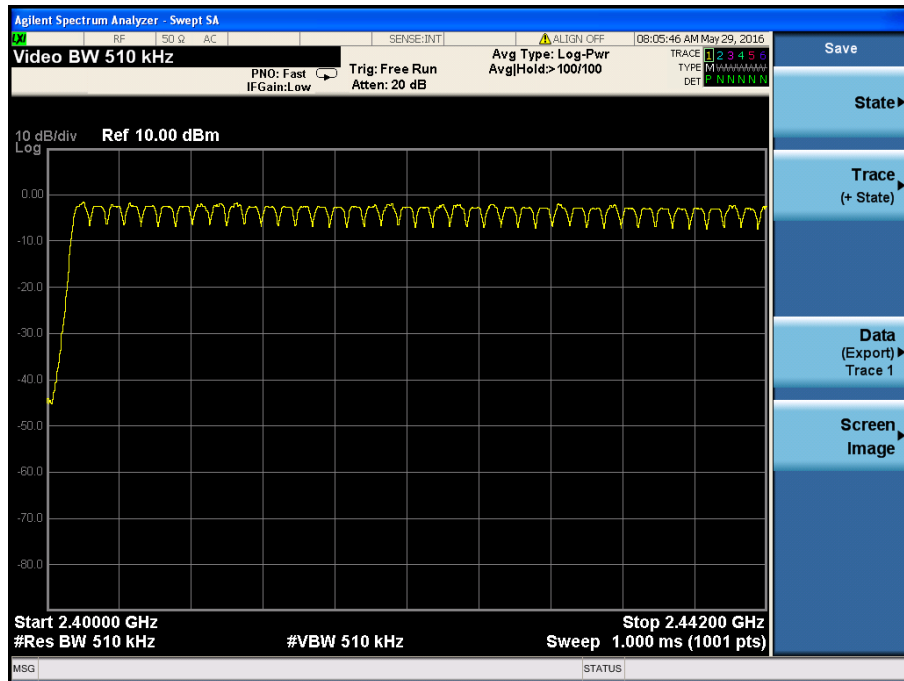 Agilent Spectrum Analyzer - Swept SA
LXI RF 50 Ω AC SENSE:INT ALIGN OFF 08:05:46 AM May 29, 2016
Video BW 510 kHz
PNO: Fast
IFGain:Low
Trig: Free Run
Atten: 20 dB
Avg Type: Log-Pwr
Avg|Hold:>100/100
TRACE 1 2 3 4 5 6
TYPE M WWWWW
DET P N N N N N
Save
State
Trace
(+ State)
Data
(Export)
Trace 1
Screen
Image
10 dB/div Ref 10.00 dBm
Log
0.00
-10.0
-20.0
-30.0
-40.0
-50.0
-60.0
-70.0
-80.0
Start 2.40000 GHz Stop 2.44200 GHz
#Res BW 510 kHz #VBW 510 kHz Sweep 1.000 ms (1001 pts)
MSG STATUS